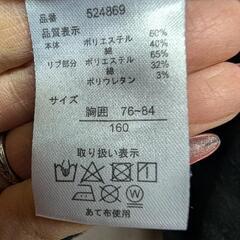 品番 524869
品質表示
本体 ポリエステル 60%
綿 40%
リブ部分 ポリエステル 65%
綿 32%
ポリウレタン 3%
サイズ
胸囲 76-84
160
取り扱い表示
あて布使用